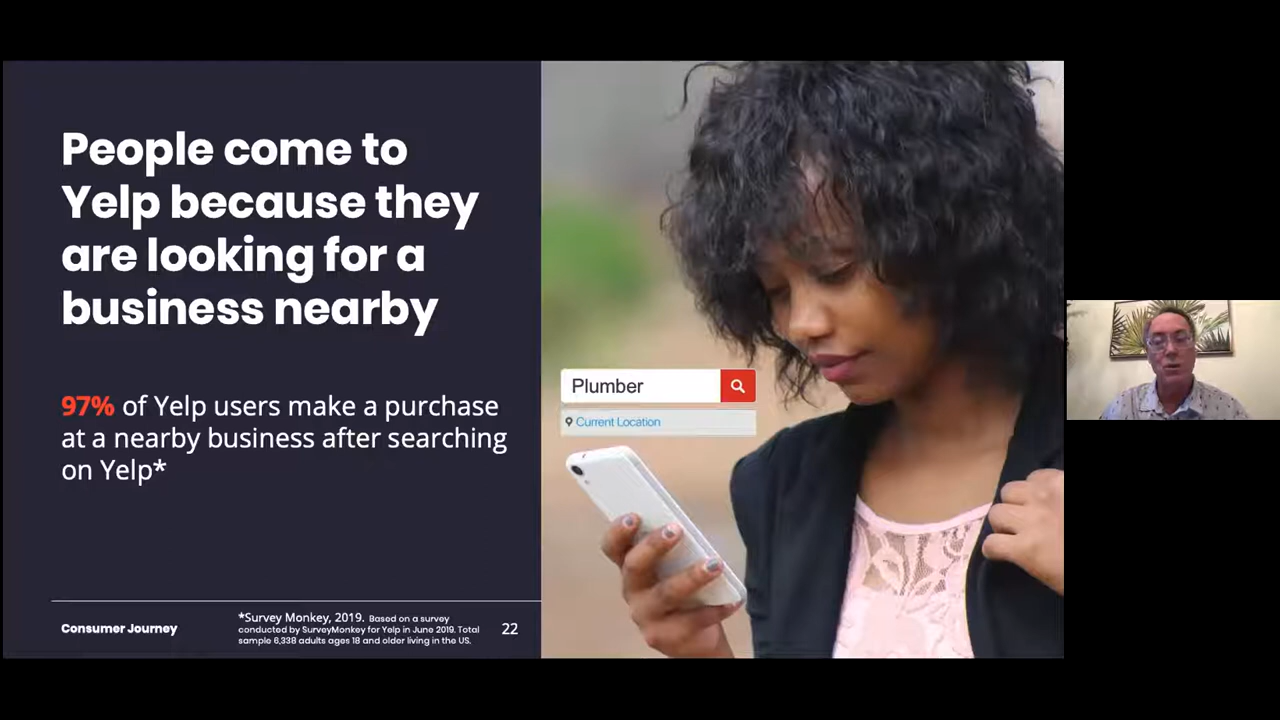 People come to
Yelp because they
are looking for a
business nearby
97% of Yelp users make a purchase
at a nearby business after searching
on Yelp*
Plumber
Current Location
Consumer Journey
*Survey Monkey, 2019. Based on a survey
conducted by SurveyMonkey for Yelp in June 2019. Total
sample 6,33B adults ages 18 and older living in the US.
22